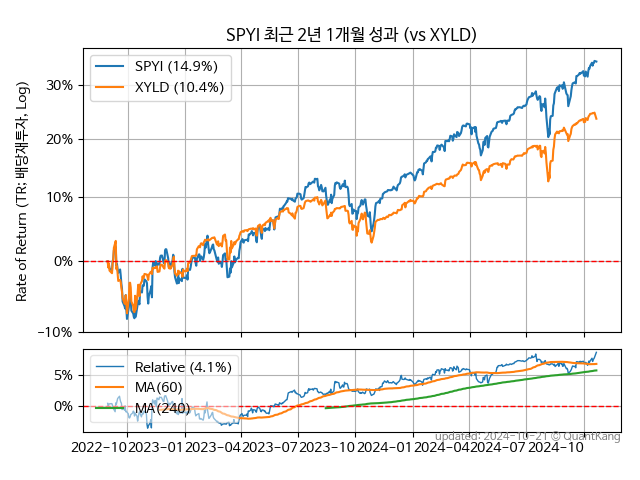 SPYI 최근 2년 1개월 성과 (vs XYLD)
Rate of Return (TR: 배당재투자, Log)
SPYI (14.9%)
XYLD (10.4%)
30%
20%
10%
0%
−10%
Relative (4.1%)
MA(60)
MA(240)
5%
0%
2022-10
2023-01
2023-04
2023-07
2023-10
2024-01
2024-04
2024-07
2024-10
updated: 2024-10-21 © QuantKang